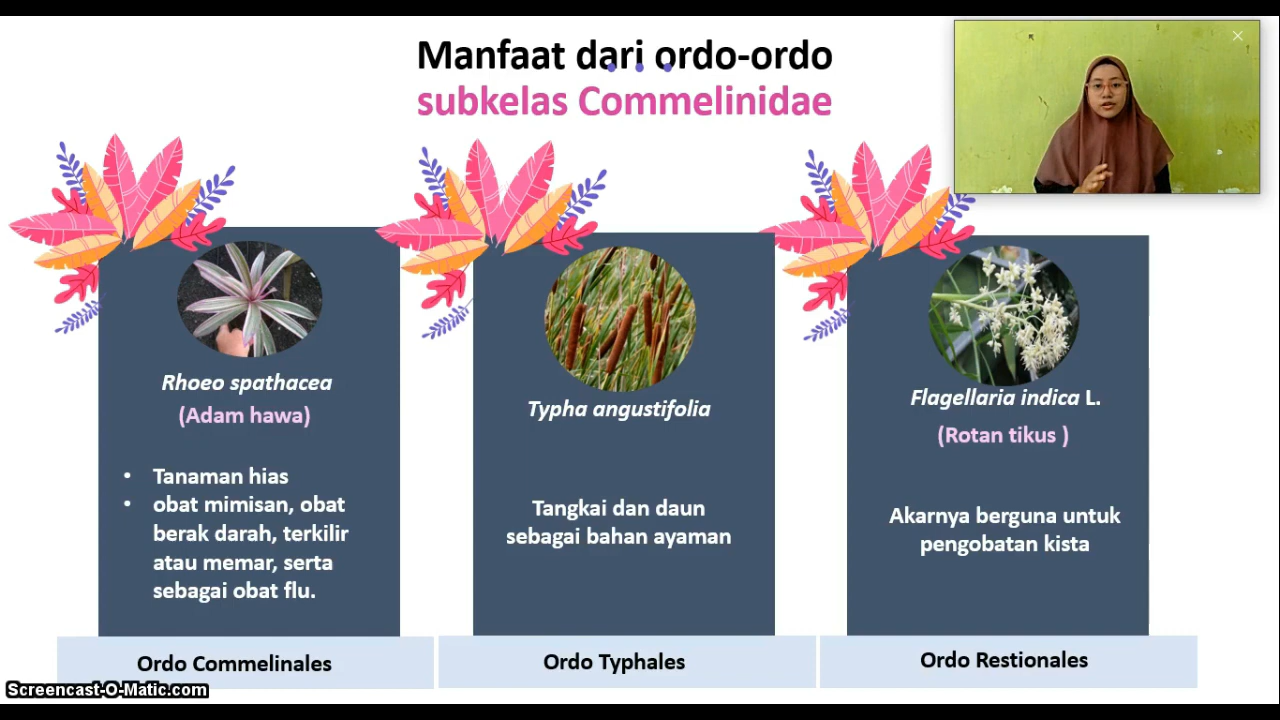 Manfaat dari ordo-ordo
subkelas Commelinidae
Rhoeo spathacea
(Adam hawa)
• Tanaman hias
• obat mimisan, obat
berak darah, terkilir
atau memar, serta
sebagai obat flu.
Ordo Commelinales
Typha angustifolia
Tangkai dan daun
sebagai bahan ayaman
Ordo Typhales
Flagellaria indica L.
(Rotan tikus )
Akarnya berguna untuk
pengobatan kista
Ordo Restionales
Screencast-O-Matic.com